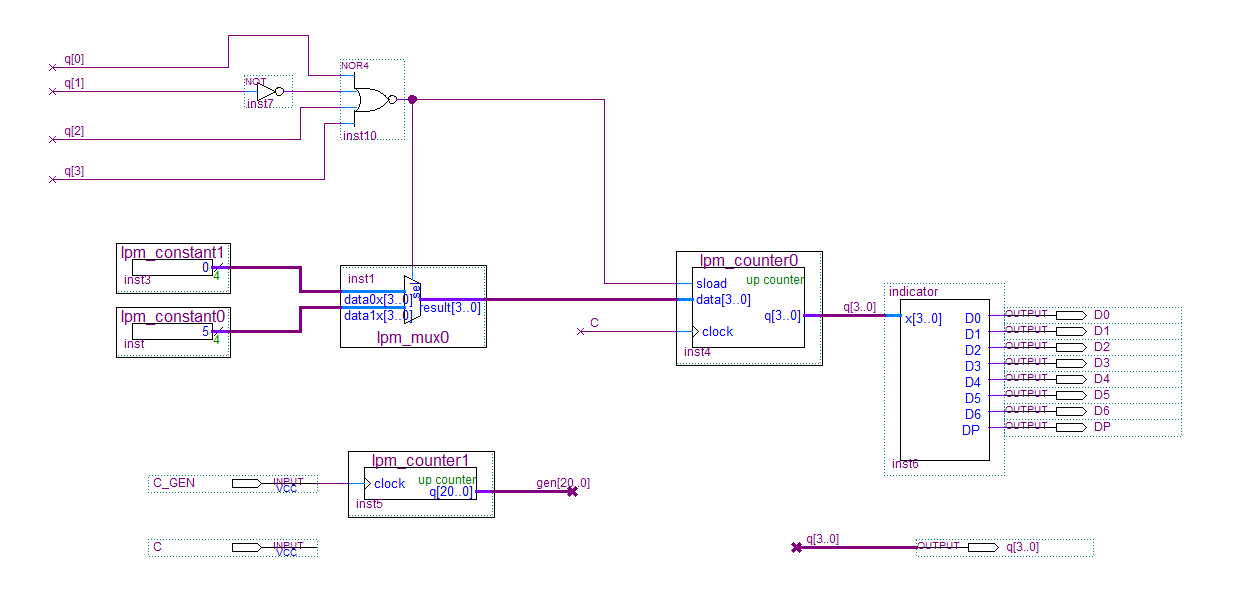 q[0]
NOR4
q[1]
NOT
inst7
q[2]
inst10
q[3]
lpm_constant1
0
inst3
4
lpm_constant0
5
inst
4
inst1
sel
data0x[3..0]
data1x[3..0]
result[3..0]
lpm_mux0
C
lpm_counter0
up counter
sload
data[3..0]
q[3..0]
clock
inst4
q[3..0]
indicator
x[3..0]
D0
D1
D2
D3
D4
D5
D6
DP
inst6
OUTPUT D0
OUTPUT D1
OUTPUT D2
OUTPUT D3
OUTPUT D4
OUTPUT D5
OUTPUT D6
OUTPUT DP
C_GEN
INPUT
VCC
lpm_counter1
up counter
clock
q[20..0]
inst5
gen[20..0]
C
INPUT
VCC
q[3..0]
OUTPUT
q[3..0]